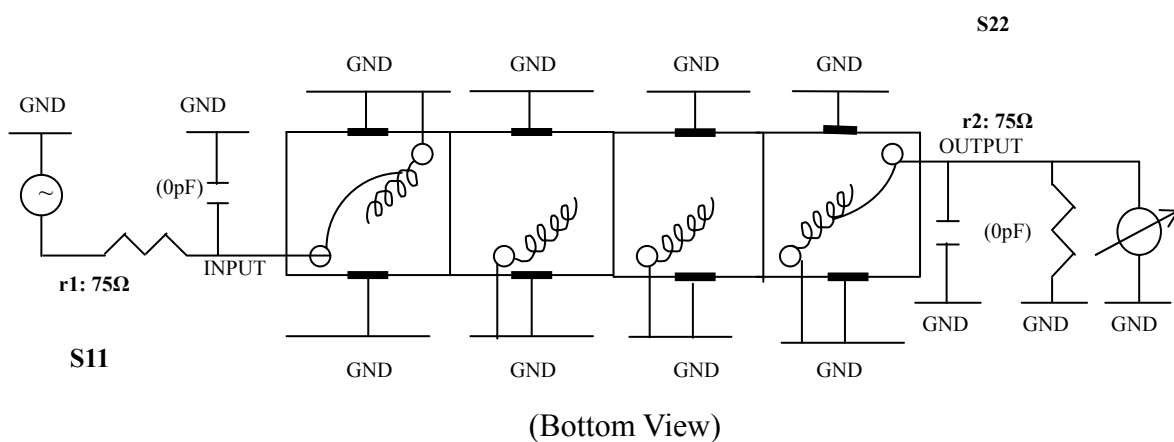 S22
GND GND GND GND
GND GND
r2: 75Ω
OUTPUT
(0pF) (0pF)
~
INPUT
r1: 75Ω
GND GND GND
S11
GND GND GND GND
(Bottom View)